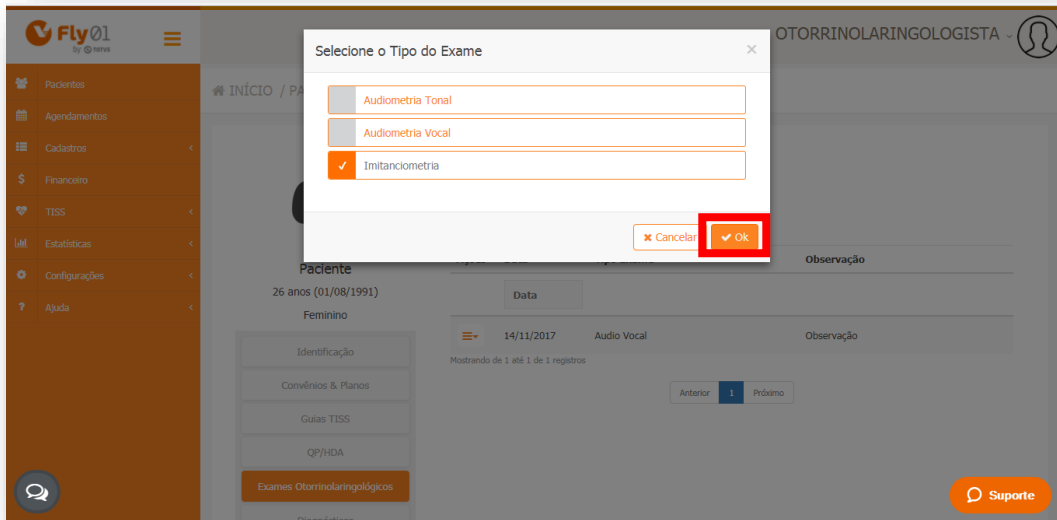 Fly01
by tenvs
OTORRINOLARINGOLOGISTA
Pacientes
Agendamentos
Cadastros
Financeiro
TISS
Estatísticas
Configurações
Ajuda
INÍCIO / PA
Selecione o Tipo do Exame
×
Audiometria Tonal
Audiometria Vocal
Imitanciometria
Cancelar
Ok
Paciente
26 anos (01/08/1991)
Feminino
Identificação
Convênios & Planos
Guias TISS
QP/HDA
Exames Otorrinolaringológicos
Observação
Data
14/11/2017 Audio Vocal Observação
Mostrando de 1 até 1 de 1 registros
Anterior 1 Próximo
Suporte